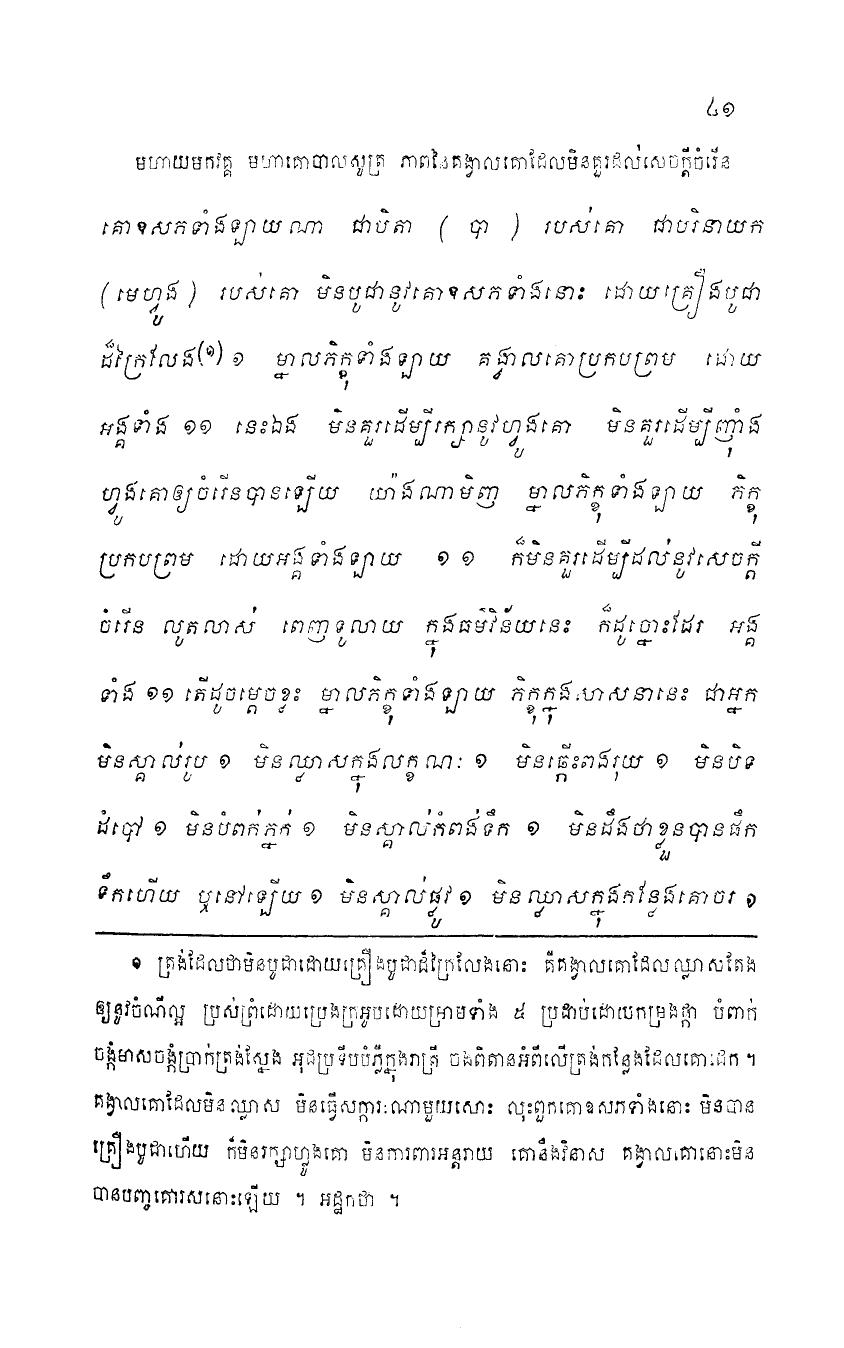 ៤១
មហាយមកវគ្គ មហាគោបាលសូត្រ ភាពនៃគង្វាលគោដែលមិនគួរដល់សេចក្តីចំរើន
គោឧសភទាំងឡាយណា ជាបិតា ( បា ) របស់គោ ជាបរិនាយក
(មេហ្វូង) របស់គោ មិនបូជានូវគោឧសភទាំងនោះ ដោយគ្រឿងបូជា
ដ៏ក្រៃលែង(១) ១ ម្នាលភិក្ខុទាំងឡាយ គង្វាលគោប្រកបព្រម ដោយ
អង្គទាំង ១១ នេះឯង មិនគួរដើម្បីរក្សានូវហ្វូងគោ មិនគួរដើម្បីញ៉ាំង
ហ្វូងគោឲ្យចំរើនបានឡើយ យ៉ងណាមិញ ម្នាលភិក្ខុទាំងឡាយ ភិក្ខុ
ប្រកបព្រម ដោយអង្គទាំងឡាយ ១១ ក៏មិនគួរដើម្បីដល់នូវសេចក្តី
ចំរើន លូតលាស់ ពេញទូលាយ ក្នុងធម៌វិន័យនេះ ក៏ដូច្នោះដែរ អង្គ
ទាំង ១១ តើដូចម្តេចខ្លះ ម្នាលភិក្ខុទាំងឡាយ ភិក្ខុក្នុងសាសនានេះ ជាអ្នក
មិនស្គាល់រូប ១ មិនឈ្លាសក្នុងលក្ខណៈ ១ មិនធ្កើះពងរុយ ១ មិនបិទ
ដំបៅ ១ មិនបំពក់ភ្នក់ ១ មិនស្គាល់កំពង់ទឹក ១ មិនដឹងថាខ្លួនបានផឹក
ទឹកហើយ ឬនៅឡើយ ១ មិនស្គាល់ផ្លូវ ១ មិនឈ្លាសក្នុងកន្លែងគោចរ ១
១ ត្រង់ដែលថាមិនបូជាដោយគ្រឿងបូជាដ៏ក្រៃលែងនោះ គឺគង្វាលគោដែលឈ្លាសតែង
ឲ្យនូវចំណីល្អ ប្រស់ព្រំដោយប្រេងក្រអូបដោយម្រាមទាំង ៥ ប្រដាប់ដោយកម្រងផ្កា បំពាក់
ចង្កុំមាសចង្កុំប្រាក់ត្រង់ស្នែង អុជប្រទីបបំភ្លឺក្នុងរាត្រី ចងពិតានអំពីលើត្រង់កន្លែងដែលគោដេក ។
គង្វាលគោដែលមិនឈ្លាស មិនធ្វើសក្ការៈណាមួយសោះ លុះពួកគោឧសភទាំងនោះ មិនបាន
គ្រឿងបូជាហើយ ក៏មិនរក្សាហ្វូងគោ មិនការពារអន្តរាយ គោនឹងវិនាស គង្វាលគោនោះមិន
បានបញ្ចគោរសនោះឡើយ ។ អដ្ឋកថា ។